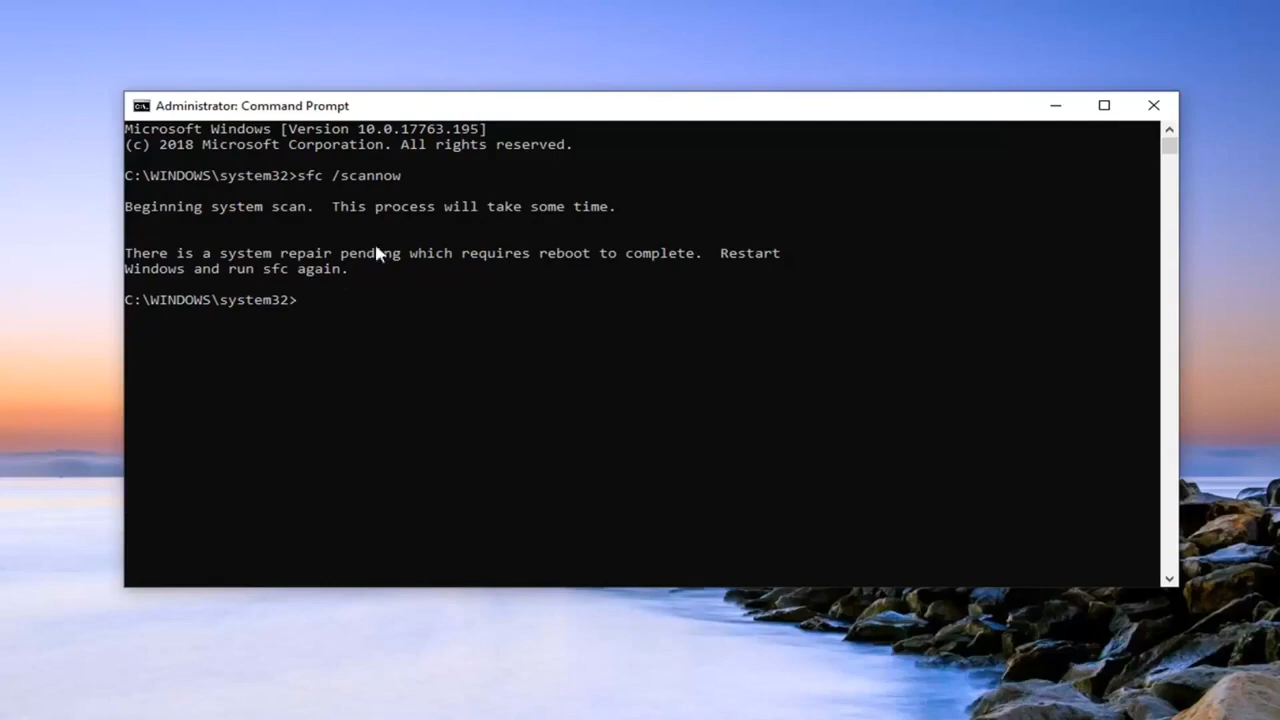 Administrator: Command Prompt
Microsoft Windows [Version 10.0.17763.195]
(c) 2018 Microsoft Corporation. All rights reserved.
C:\WINDOWS\system32>sfc /scannow
Beginning system scan.  This process will take some time.
There is a system repair pending which requires reboot to complete.  Restart
Windows and run sfc again.
C:\WINDOWS\system32>